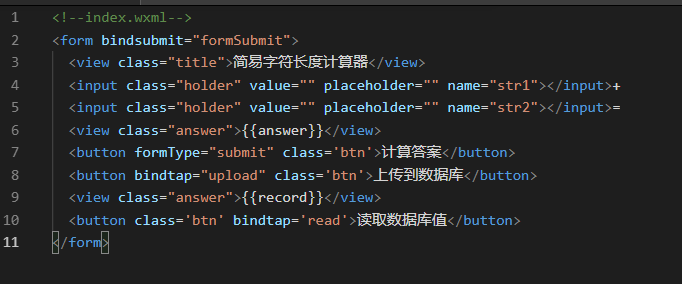 1 <!--index.wxml-->
2 <form bindsubmit="formSubmit">
3 <view class="title">简易字符长度计算器</view>
4 <input class="holder" value="" placeholder="" name="str1"></input>+
5 <input class="holder" value="" placeholder="" name="str2"></input>=
6 <view class="answer">{{answer}}</view>
7 <button formType="submit" class='btn'>计算答案</button>
8 <button bindtap="upload" class='btn'>上传到数据库</button>
9 <view class="answer">{{record}}</view>
10 <button class='btn' bindtap='read'>读取数据库值</button>
11 </form>